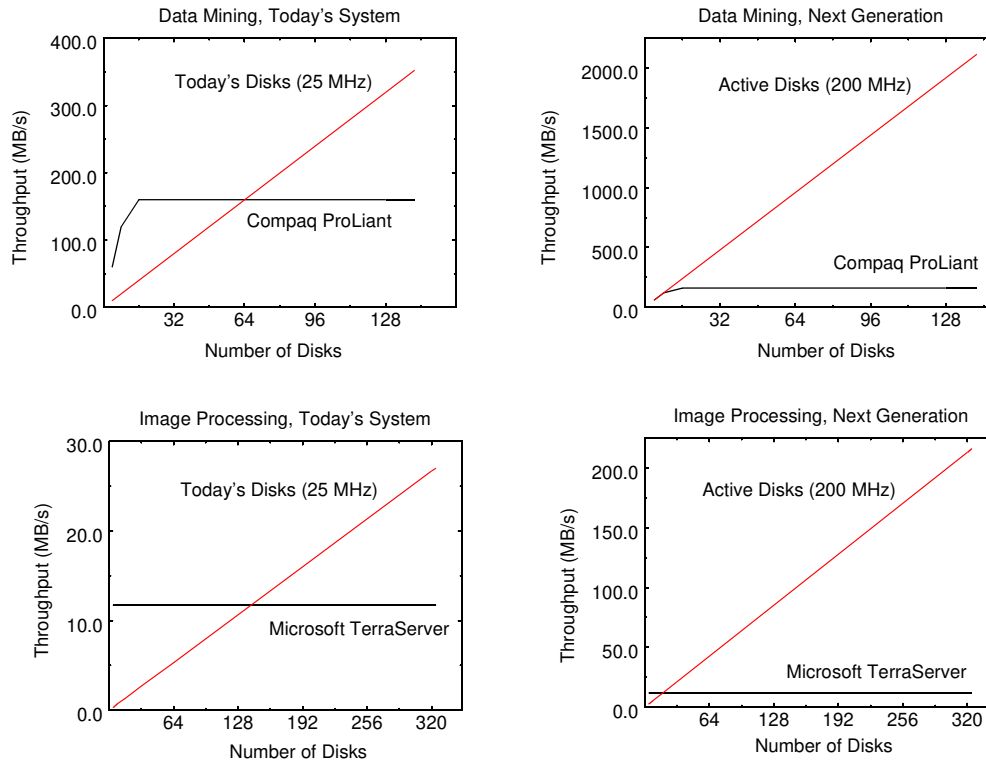 Data Mining, Today's System
400.0
300.0
200.0
100.0
0.0
Throughput (MB/s)
Today's Disks (25 MHz)
Compaq ProLiant
32 64 96 128
Number of Disks
Data Mining, Next Generation
2000.0
1500.0
1000.0
500.0
0.0
Throughput (MB/s)
Active Disks (200 MHz)
Compaq ProLiant
32 64 96 128
Number of Disks
Image Processing, Today's System
30.0
20.0
10.0
0.0
Throughput (MB/s)
Today's Disks (25 MHz)
Microsoft TerraServer
64 128 192 256 320
Number of Disks
Image Processing, Next Generation
200.0
150.0
100.0
50.0
0.0
Throughput (MB/s)
Active Disks (200 MHz)
Microsoft TerraServer
64 128 192 256 320
Number of Disks